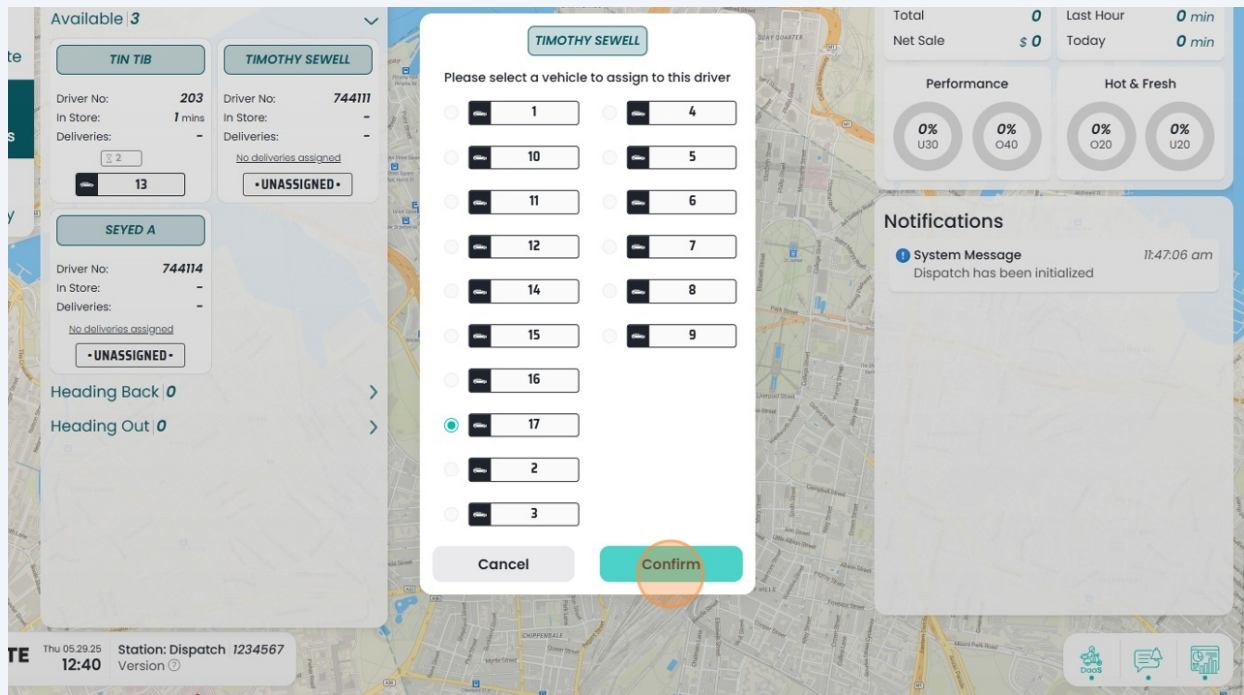 Available | 3
TIN TIB
Driver No: 203
In Store: 1 mins
Deliveries: -
2
13
TIMOTHY SEWELL
Driver No: 744111
In Store: -
Deliveries: -
No deliveries assigned
• UNASSIGNED •
SEYED A
Driver No: 744114
In Store: -
Deliveries: -
No deliveries assigned
• UNASSIGNED •
Heading Back | 0
Heading Out | 0
TIMOTHY SEWELL
Please select a vehicle to assign to this driver
1
10
11
12
14
15
16
17
2
3
4
5
6
7
8
9
Cancel
Confirm
Total 0
Net Sale $ 0
Last Hour 0 min
Today 0 min
Performance
0%
U30
0%
O40
Hot & Fresh
0%
O20
0%
U20
Notifications
System Message 11:47:06 am
Dispatch has been initialized
CHIPPENDALE
Thu 05.29.25
12:40
Station: Dispatch 1234567
Version ?
DaaS